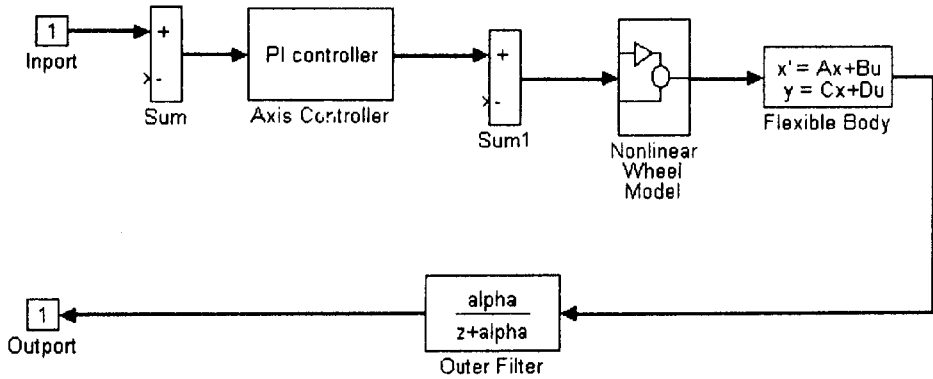 1
Inport
+
-
Sum
PI controller
Axis Controller
+
-
Sum1
Nonlinear
Wheel
Model
x' = Ax+Bu
y = Cx+Du
Flexible Body
1
Outport
alpha
z+alpha
Outer Filter